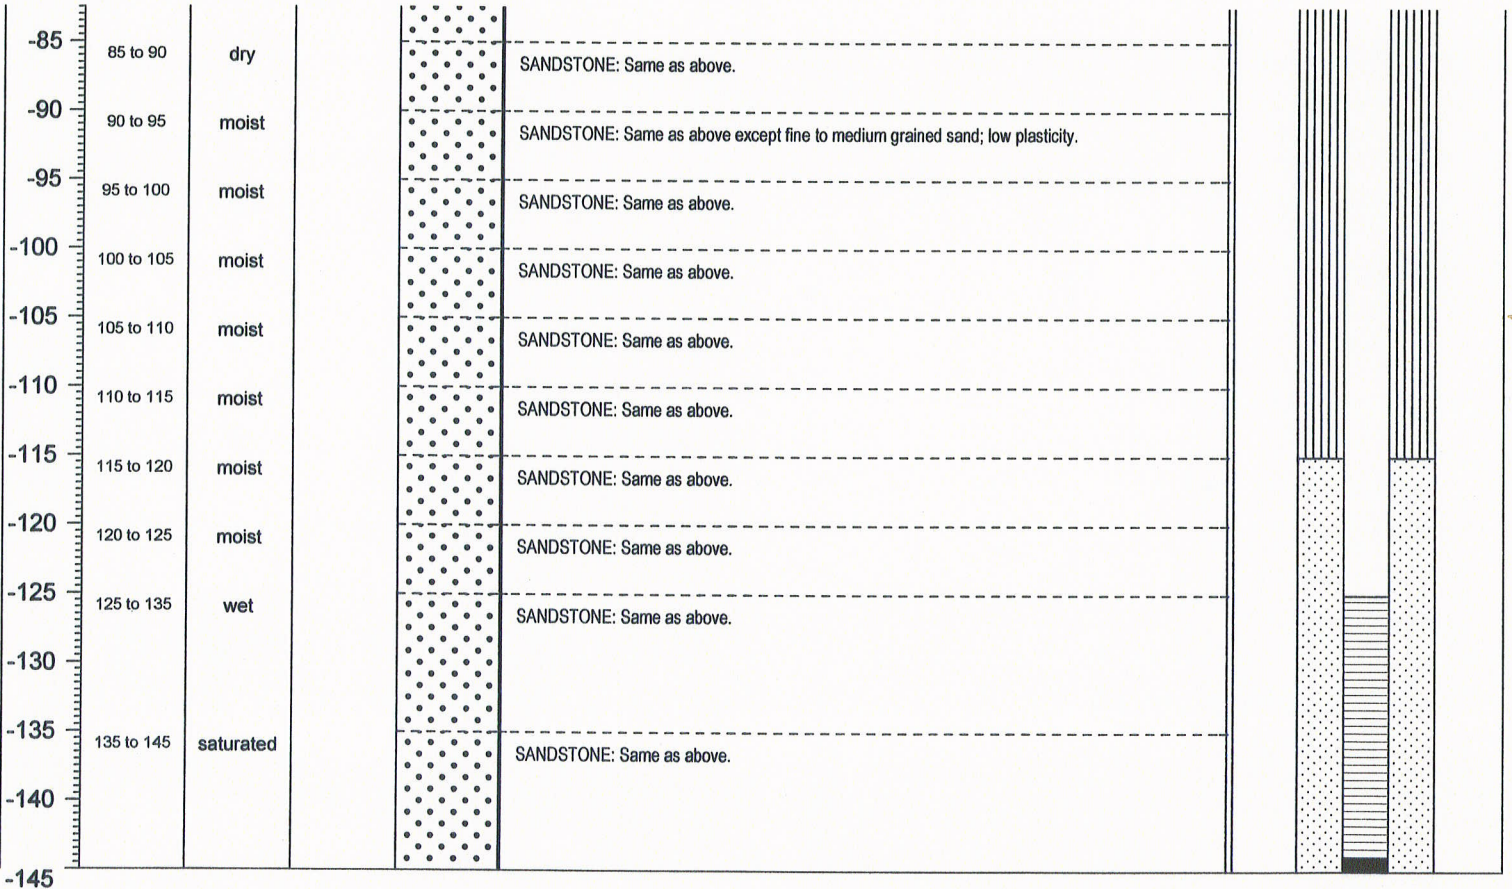 -85
85 to 90 dry
SANDSTONE: Same as above.
-90
90 to 95 moist
SANDSTONE: Same as above except fine to medium grained sand; low plasticity.
-95
95 to 100 moist
SANDSTONE: Same as above.
-100
100 to 105 moist
SANDSTONE: Same as above.
-105
105 to 110 moist
SANDSTONE: Same as above.
-110
110 to 115 moist
SANDSTONE: Same as above.
-115
115 to 120 moist
SANDSTONE: Same as above.
-120
120 to 125 moist
SANDSTONE: Same as above.
-125
125 to 135 wet
SANDSTONE: Same as above.
-130
-135
135 to 145 saturated
SANDSTONE: Same as above.
-140
-145